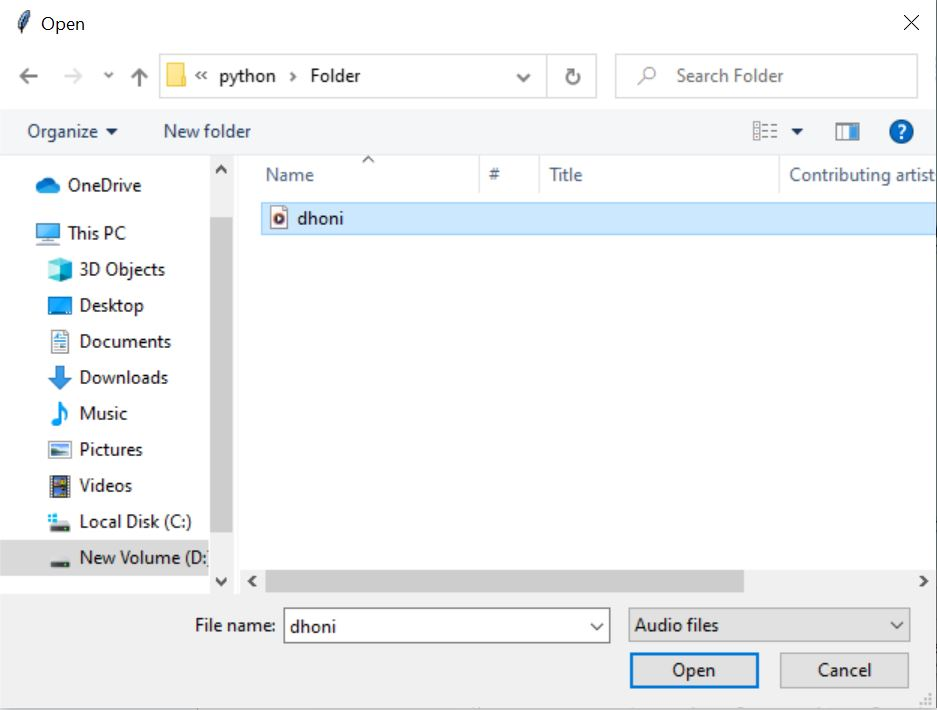 Open
« python > Folder
Search Folder
Organize
New folder
?
Name
#
Title
Contributing artist
dhoni
OneDrive
This PC
3D Objects
Desktop
Documents
Downloads
Music
Pictures
Videos
Local Disk (C:)
New Volume (D:
File name:
dhoni
Audio files
Open
Cancel